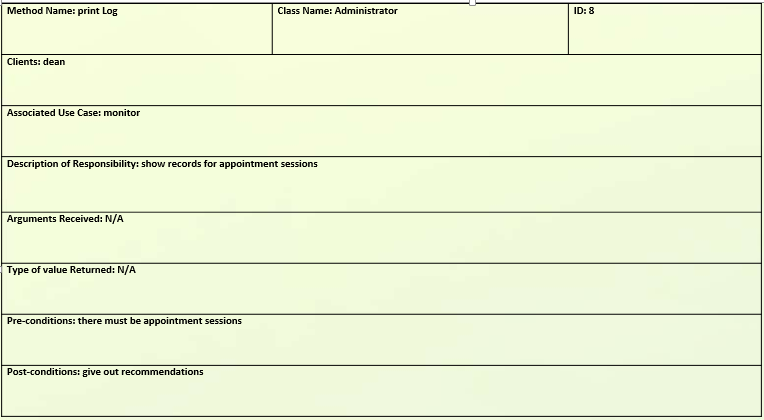 Method Name: print Log
Class Name: Administrator
ID: 8
Clients: dean
Associated Use Case: monitor
Description of Responsibility: show records for appointment sessions
Arguments Received: N/A
Type of value Returned: N/A
Pre-conditions: there must be appointment sessions
Post-conditions: give out recommendations